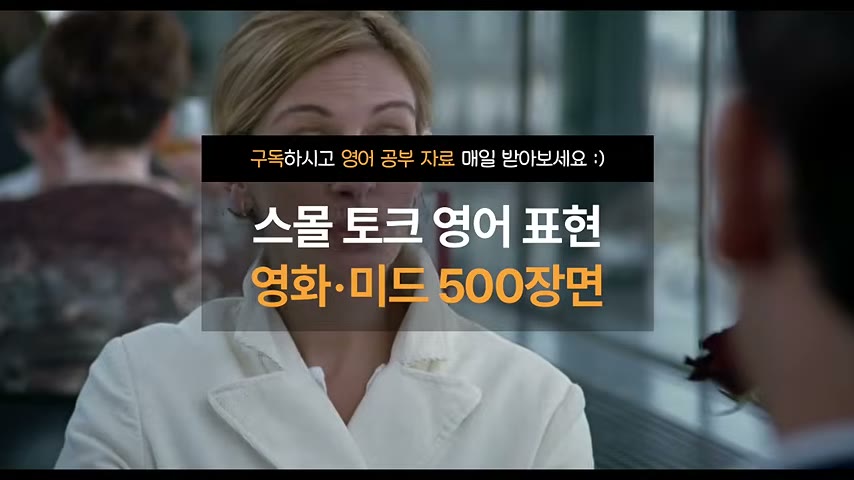 구독하시고 영어 공부 자료 매일 받아보세요 :)
스몰 토크 영어 표현
영화·미드 500장면